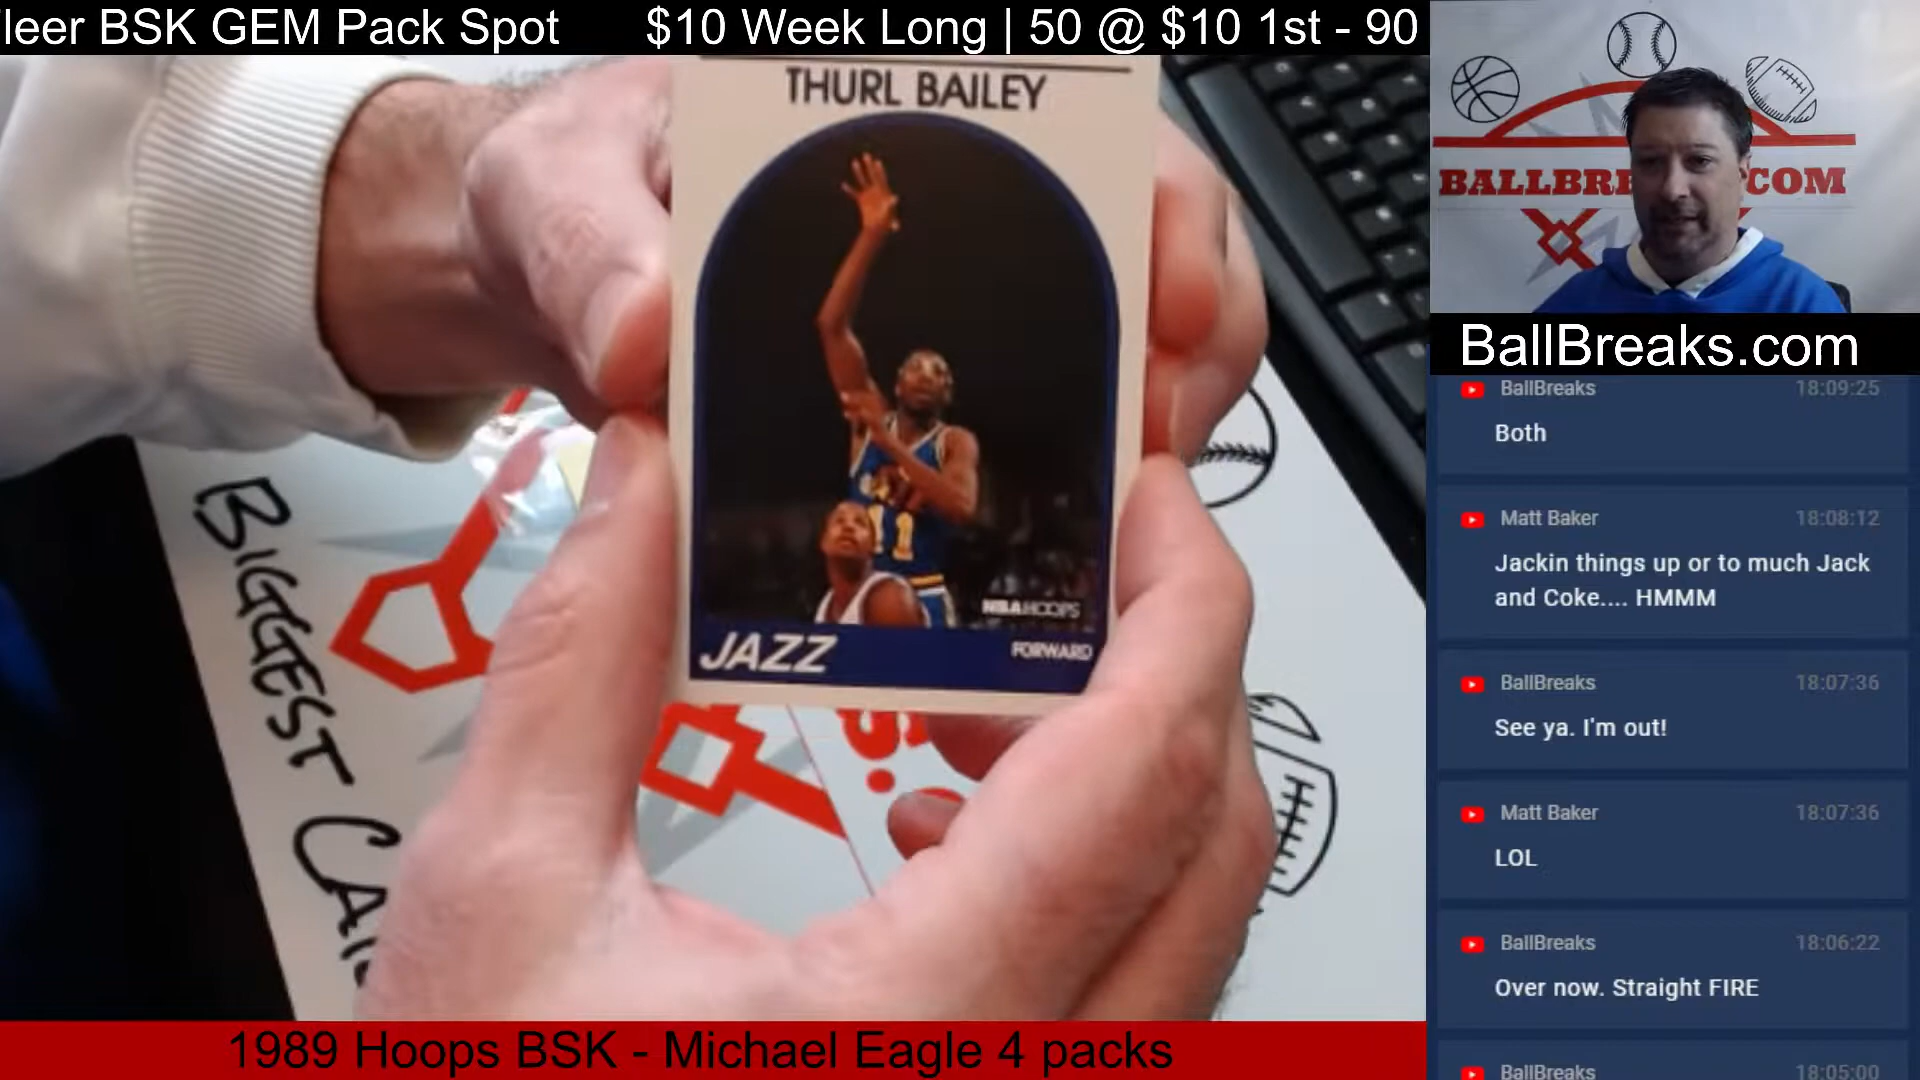 leer BSK GEM Pack Spot $10 Week Long | 50 @ $10 1st - 90
THURL BAILEY
11
NBA HOOPS
JAZZ
FORWARD
BIGGEST
1989 Hoops BSK - Michael Eagle 4 packs
BallBreaks.com
BallBreaks 18:09:25
Both
Matt Baker 18:08:12
Jackin things up or to much Jack
and Coke.... HMMM
BallBreaks 18:07:36
See ya. I'm out!
Matt Baker 18:07:36
LOL
BallBreaks 18:06:22
Over now. Straight FIRE
BallBreaks 18:05:00